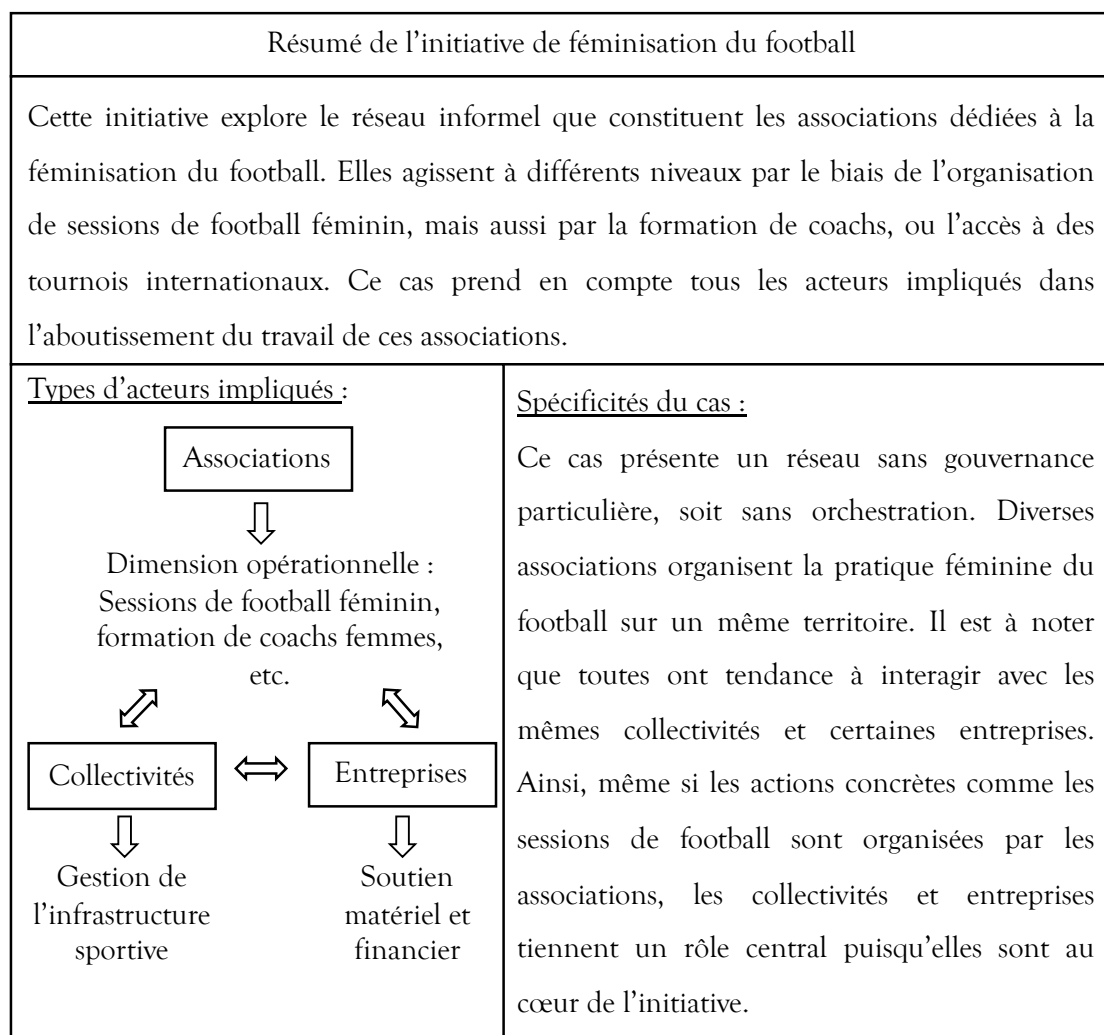 Résumé de l’initiative de féminisation du football
Cette initiative explore le réseau informel que constituent les associations dédiées à la
féminisation du football. Elles agissent à différents niveaux par le biais de l’organisation
de sessions de football féminin, mais aussi par la formation de coachs, ou l’accès à des
tournois internationaux. Ce cas prend en compte tous les acteurs impliqués dans
l’aboutissement du travail de ces associations.
Types d’acteurs impliqués :
Associations
Dimension opérationnelle :
Sessions de football féminin,
formation de coachs femmes,
etc.
Collectivités
Entreprises
Gestion de
l’infrastructure
sportive
Soutien
matériel et
financier
Spécificités du cas :
Ce cas présente un réseau sans gouvernance
particulière, soit sans orchestration. Diverses
associations organisent la pratique féminine du
football sur un même territoire. Il est à noter
que toutes ont tendance à interagir avec les
mêmes collectivités et certaines entreprises.
Ainsi, même si les actions concrètes comme les
sessions de football sont organisées par les
associations, les collectivités et entreprises
tiennent un rôle central puisqu’elles sont au
cœur de l’initiative.